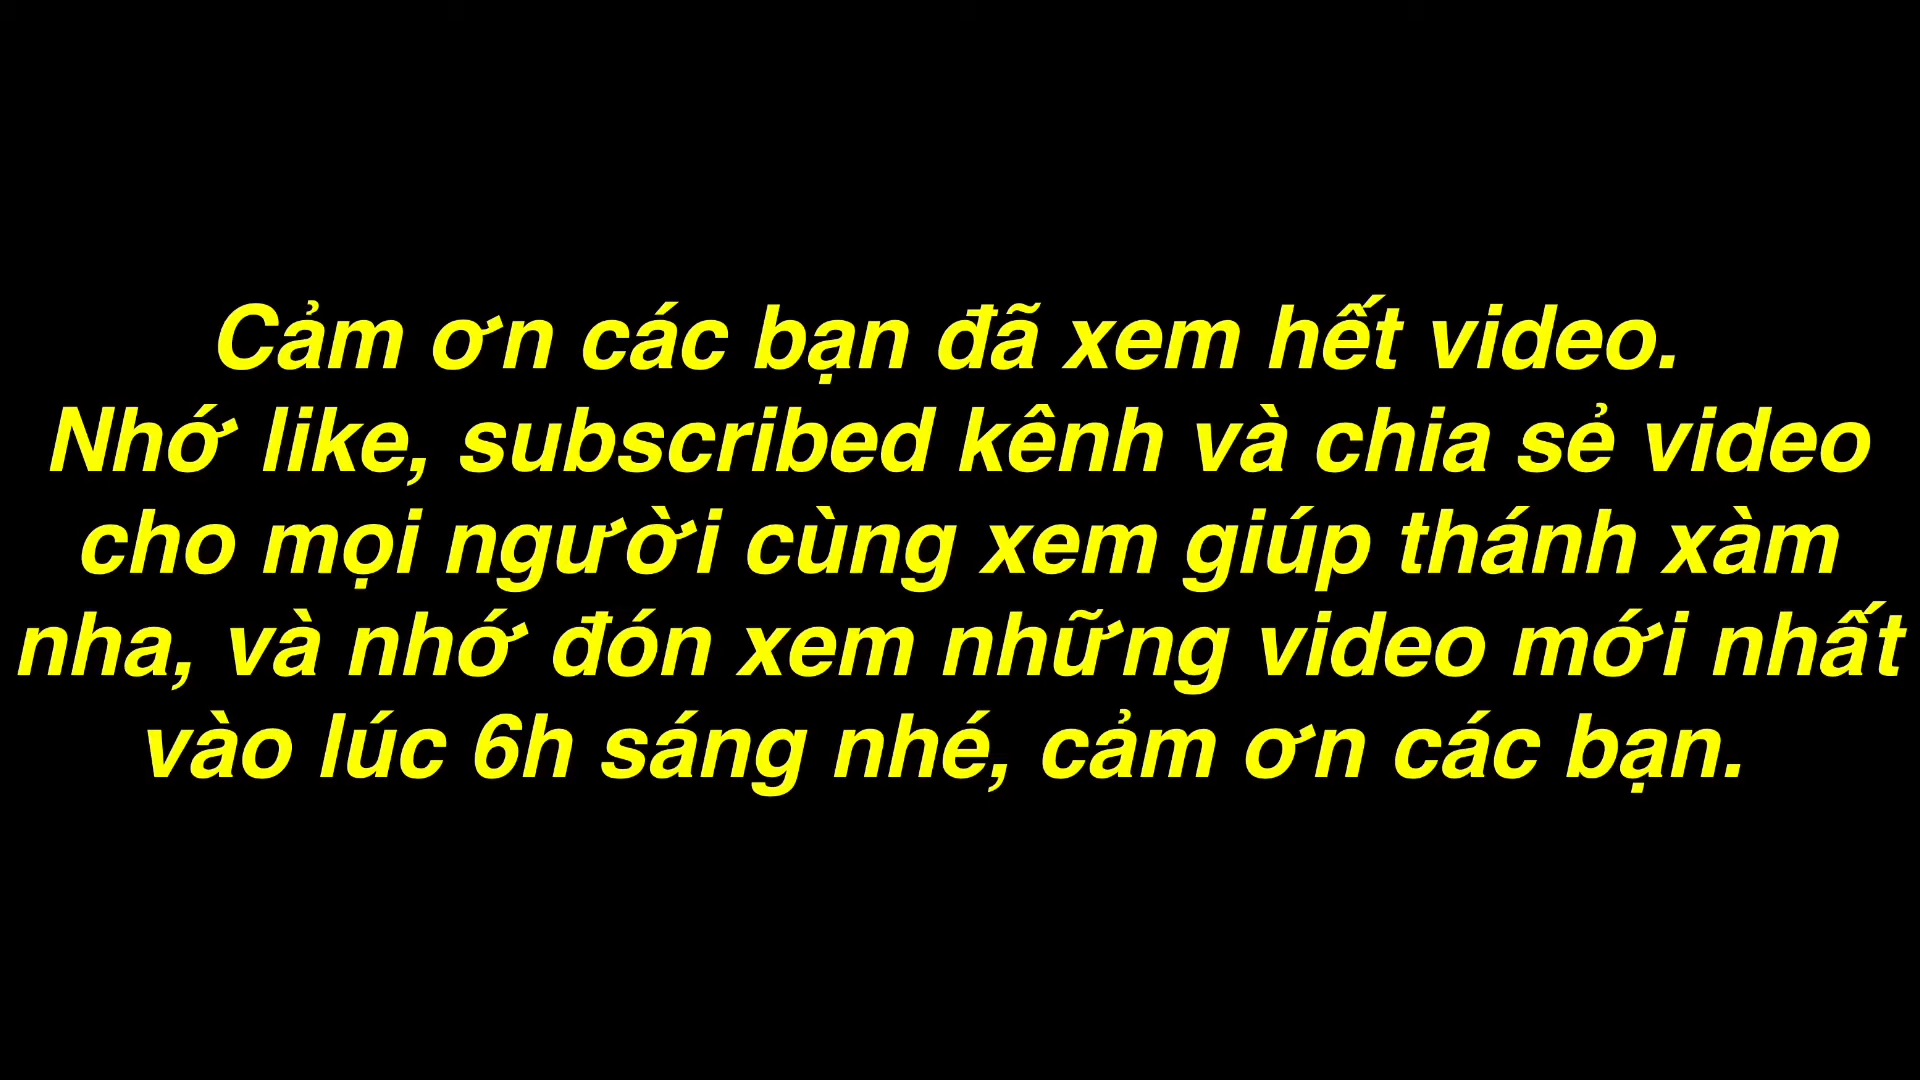 Cảm ơn các bạn đã xem hết video.
Nhớ like, subscribed kênh và chia sẻ video
cho mọi người cùng xem giúp thánh xàm
nha, và nhớ đón xem những video mới nhất
vào lúc 6h sáng nhé, cảm ơn các bạn.